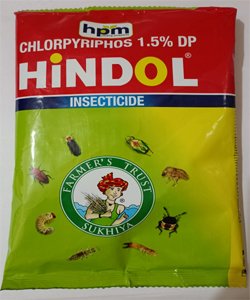 hpm
CHLORPYRIPHOS 1.5% DP
HiNDOL®
INSECTICIDE
FARMER'S TRUST
SUKHIYA